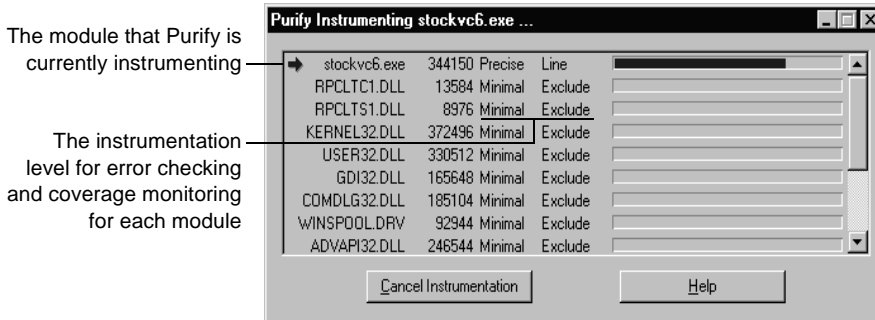 Purify Instrumenting stockvc6.exe ...
The module that Purify is
currently instrumenting
stockvc6.exe 344150 Precise Line
RPCLTC1.DLL 13584 Minimal Exclude
RPCLTS1.DLL 8976 Minimal Exclude
KERNEL32.DLL 372496 Minimal Exclude
USER32.DLL 330512 Minimal Exclude
GDI32.DLL 165648 Minimal Exclude
COMDLG32.DLL 185104 Minimal Exclude
WINSPOOL.DRV 92944 Minimal Exclude
ADVAPI32.DLL 246544 Minimal Exclude
The instrumentation
level for error checking
and coverage monitoring
for each module
Cancel Instrumentation
Help